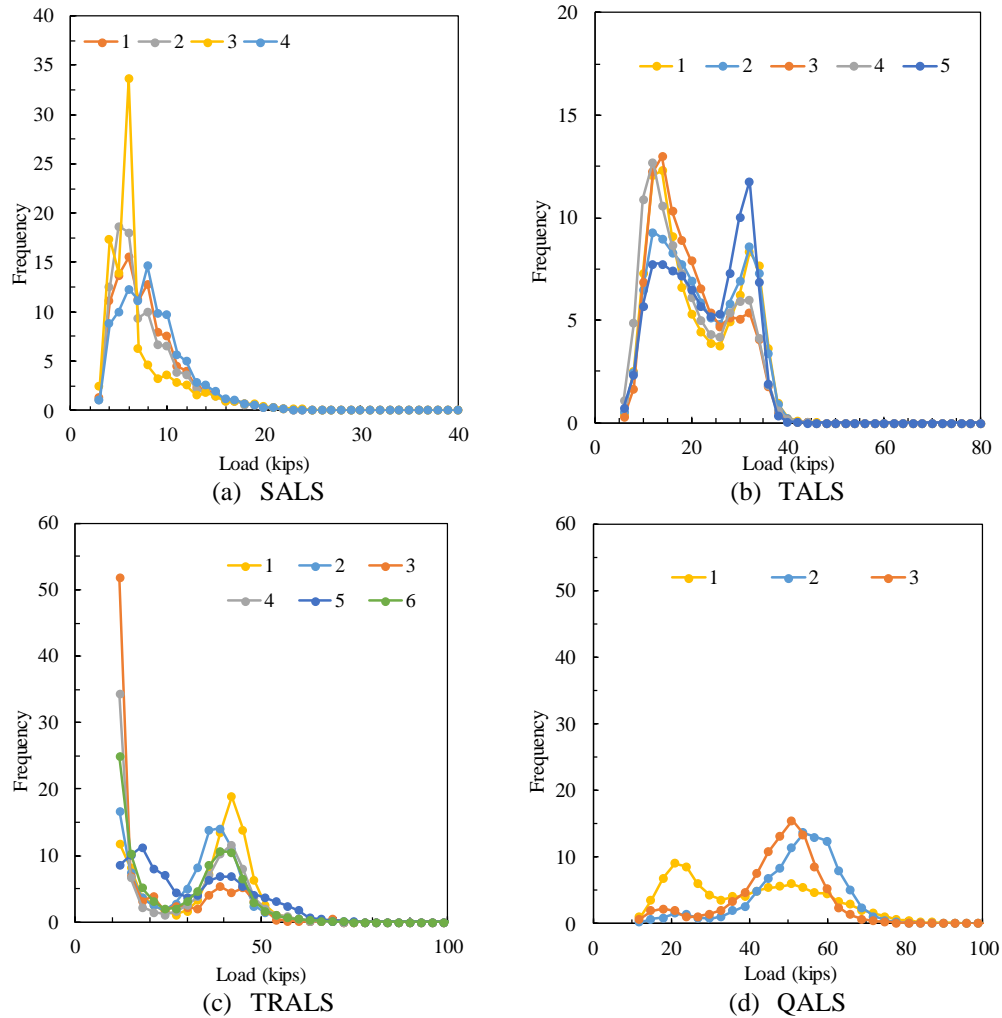 40
35
30
25
20
15
10
5
0
Frequency
1 2 3 4
0 10 20 30 40
Load (kips)
(a) SALS
20
15
10
5
0
Frequency
1 2 3 4 5
0 20 40 60 80
Load (kips)
(b) TALS
60
50
40
30
20
10
0
Frequency
1 2 3
4 5 6
0 50 100
Load (kips)
(c) TRALS
60
50
40
30
20
10
0
Frequency
1 2 3
0 20 40 60 80 100
Load (kips)
(d) QALS